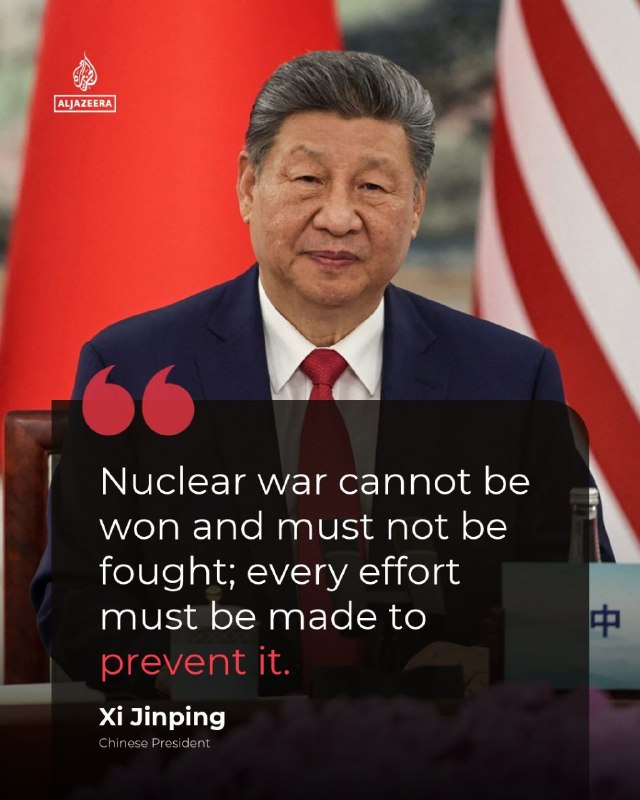 ALJAZEERA
Nuclear war cannot be
won and must not be
fought; every effort
must be made to
prevent it.
Xi Jinping
Chinese President
中